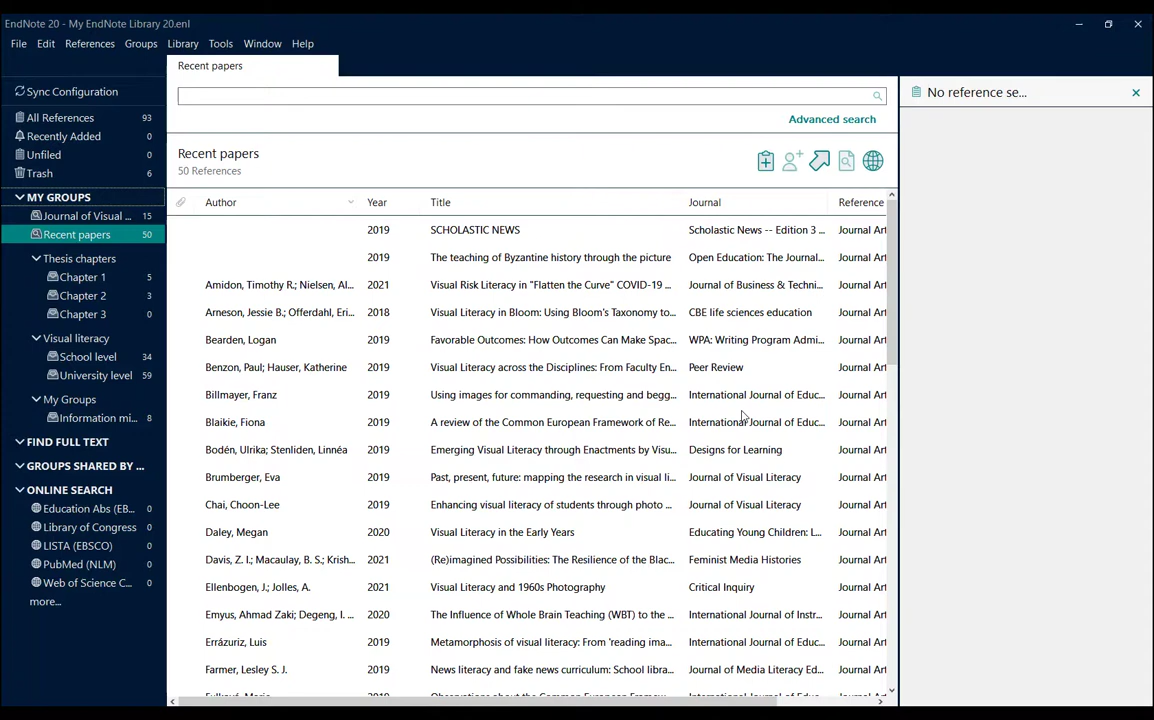 EndNote 20 - My EndNote Library 20.enl
File Edit References Groups Library Tools Window Help
Recent papers
Sync Configuration
All References 93
Recently Added 0
Unfiled 0
Trash 6
MY GROUPS
Journal of Visual ... 15
Recent papers 50
Thesis chapters
Chapter 1 5
Chapter 2 3
Chapter 3 0
Visual literacy
School level 34
University level 59
My Groups
Information mi... 8
FIND FULL TEXT
GROUPS SHARED BY ...
ONLINE SEARCH
Education Abs (EB... 0
Library of Congress 0
LISTA (EBSCO) 0
PubMed (NLM) 0
Web of Science C... 0
more...
Advanced search
Recent papers
50 References
Author Year Title Journal Reference
2019 SCHOLASTIC NEWS Scholastic News -- Edition 3 ... Journal Art
2019 The teaching of Byzantine history through the picture Open Education: The Journal... Journal Art
Amidon, Timothy R.; Nielsen, Al... 2021 Visual Risk Literacy in "Flatten the Curve" COVID-19 ... Journal of Business & Techni... Journal Art
Arneson, Jessie B.; Offerdahl, Eri... 2018 Visual Literacy in Bloom: Using Bloom's Taxonomy to... CBE life sciences education Journal Art
Bearden, Logan 2019 Favorable Outcomes: How Outcomes Can Make Spac... WPA: Writing Program Admi... Journal Art
Benzon, Paul; Hauser, Katherine 2019 Visual Literacy across the Disciplines: From Faculty En... Peer Review Journal Art
Billmayer, Franz 2019 Using images for commanding, requesting and begg... International Journal of Educ... Journal Art
Blaikie, Fiona 2019 A review of the Common European Framework of Re... International Journal of Educ... Journal Art
Bodén, Ulrika; Stenliden, Linnéa 2019 Emerging Visual Literacy through Enactments by Visu... Designs for Learning Journal Art
Brumberger, Eva 2019 Past, present, future: mapping the research in visual li... Journal of Visual Literacy Journal Art
Chai, Choon-Lee 2019 Enhancing visual literacy of students through photo ... Journal of Visual Literacy Journal Art
Daley, Megan 2020 Visual Literacy in the Early Years Educating Young Children: L... Journal Art
Davis, Z. I.; Macaulay, B. S.; Krish... 2021 (Re)imagined Possibilities: The Resilience of the Blac... Feminist Media Histories Journal Art
Ellenbogen, J.; Jolles, A. 2021 Visual Literacy and 1960s Photography Critical Inquiry Journal Art
Emyus, Ahmad Zaki; Degeng, I. ... 2020 The Influence of Whole Brain Teaching (WBT) to the ... International Journal of Instr... Journal Art
Errázuriz, Luis 2019 Metamorphosis of visual literacy: From 'reading ima... International Journal of Educ... Journal Art
Farmer, Lesley S. J. 2019 News literacy and fake news curriculum: School libra... Journal of Media Literacy Ed... Journal Art
No reference se...